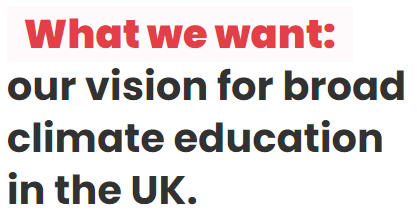 What we want:
our vision for broad
climate education
in the UK.